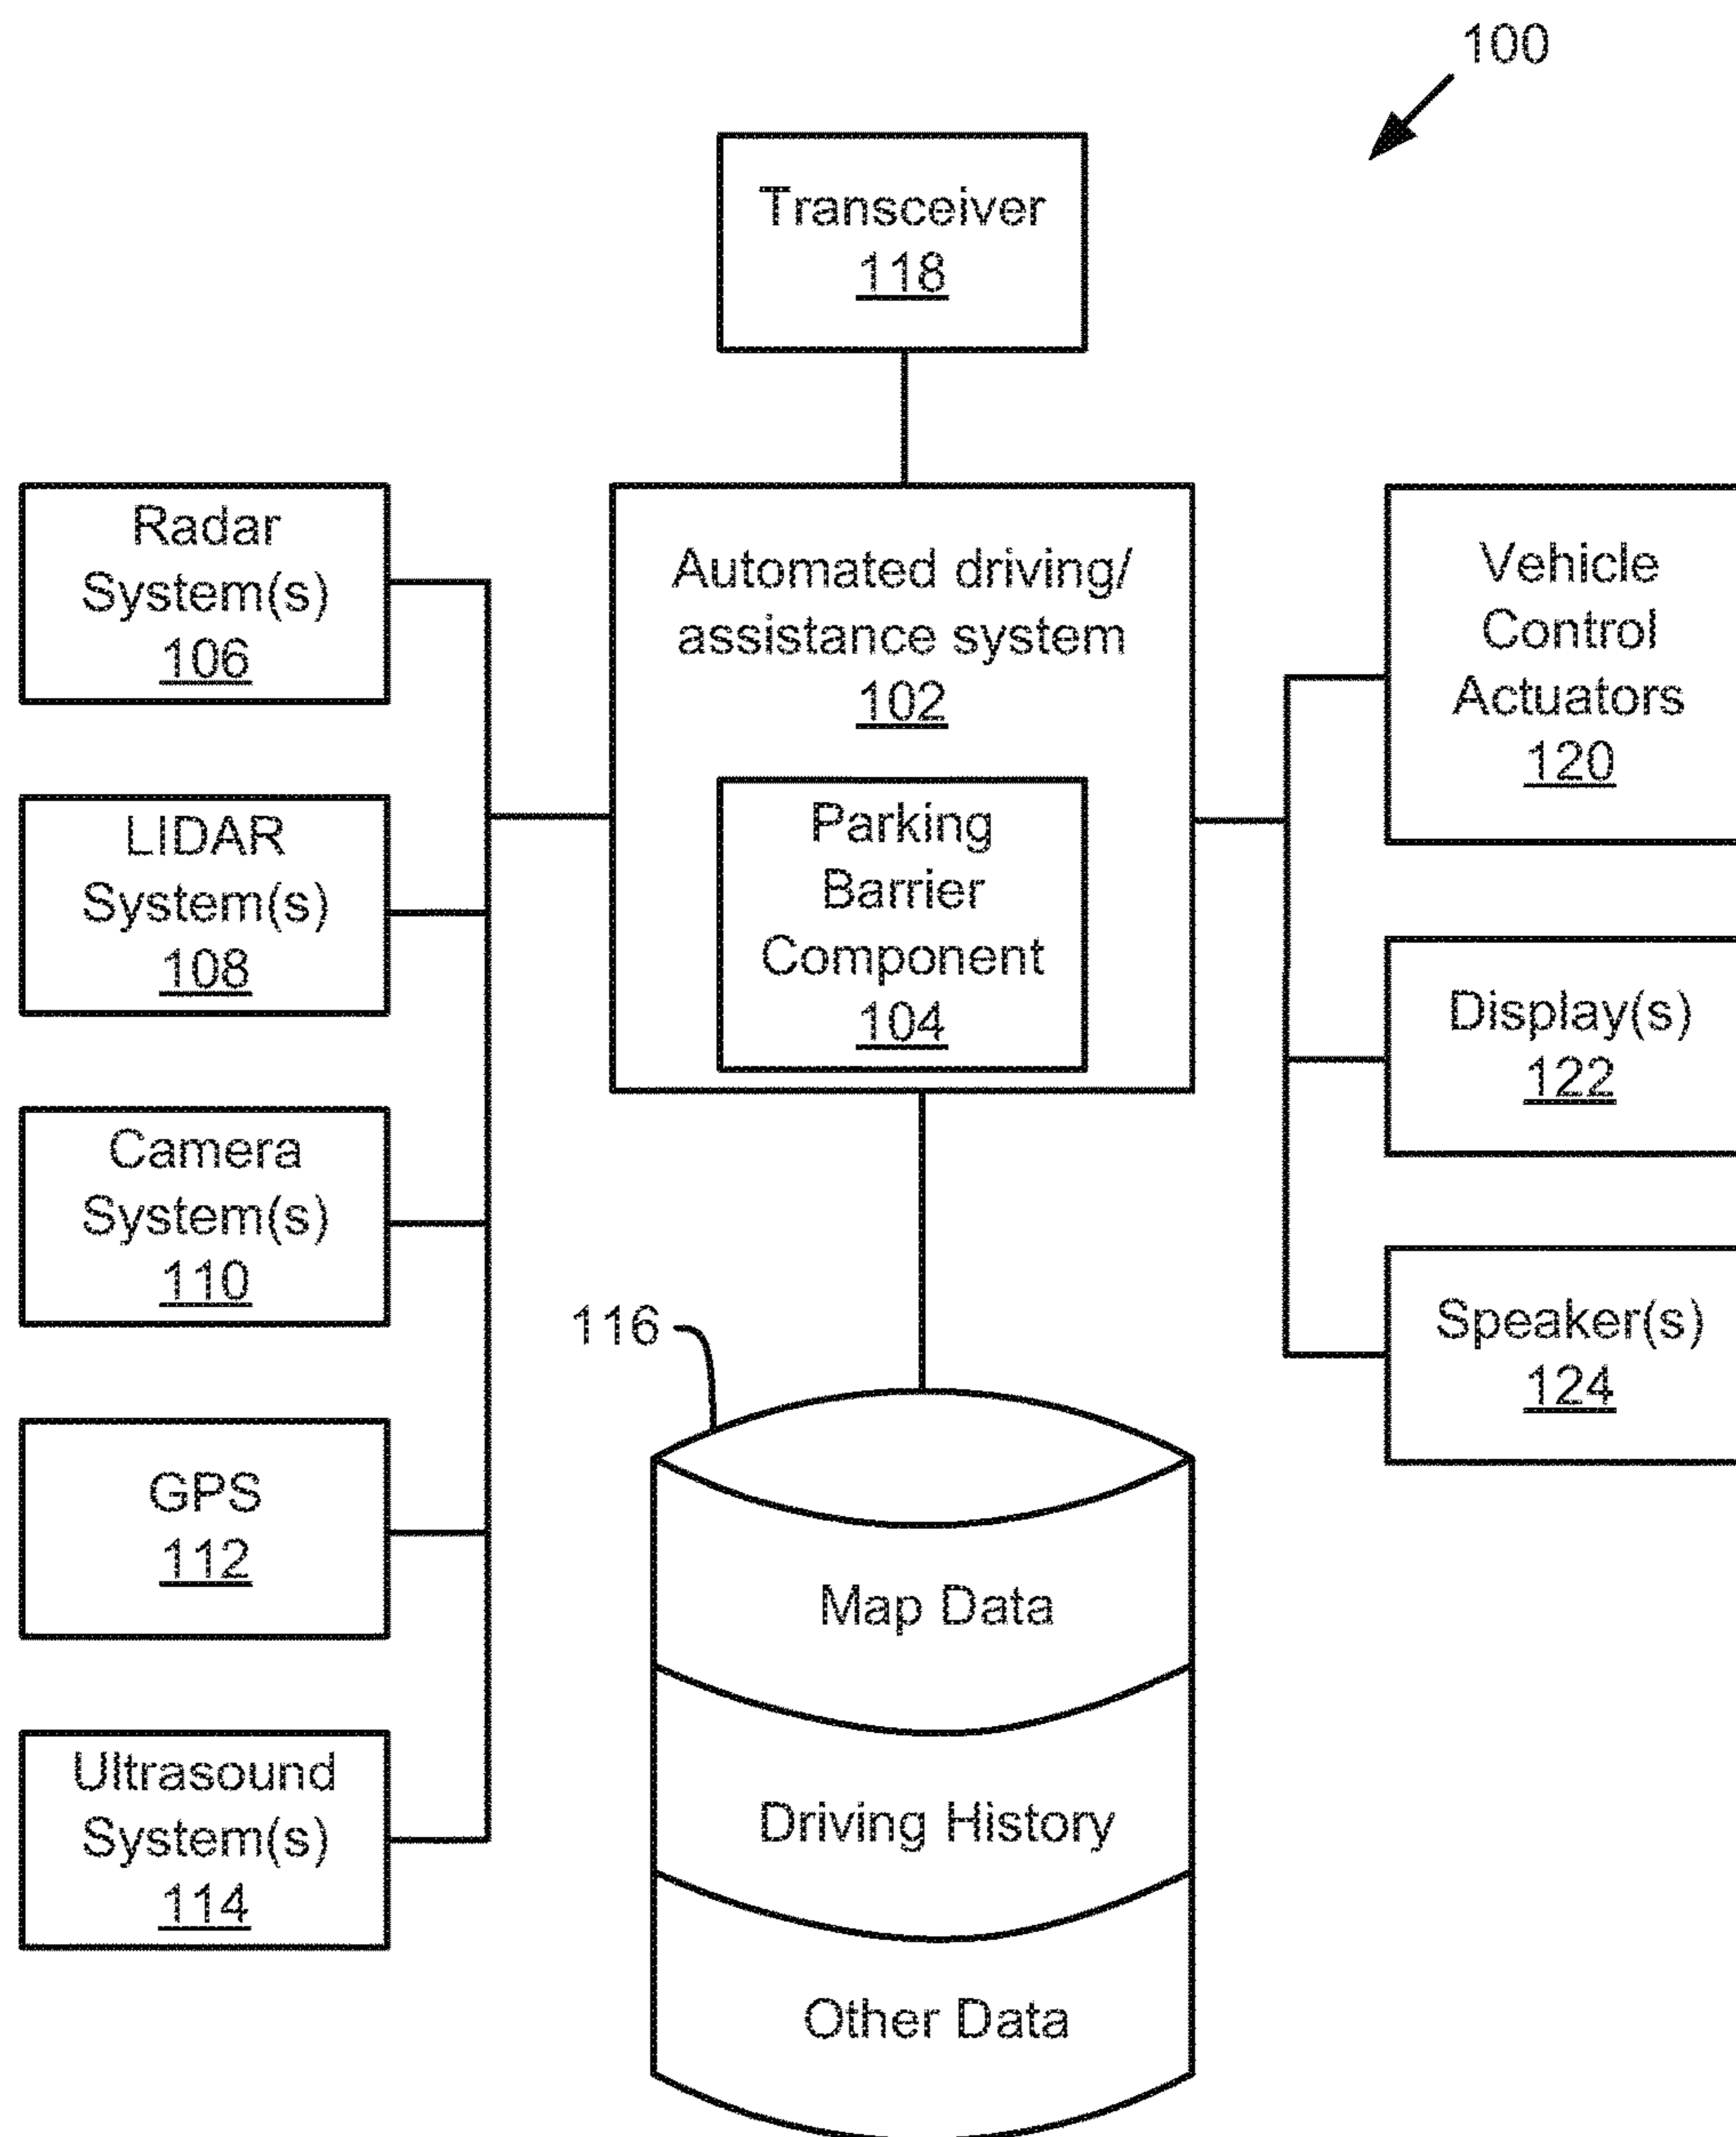 100
Transceiver
118
Radar
System(s)
106
Automated driving/
assistance system
102
Vehicle
Control
Actuators
120
Parking
Barrier
Component
104
LIDAR
System(s)
108
Display(s)
122
Camera
System(s)
110
116
Speaker(s)
124
GPS
112
Map Data
Ultrasound
System(s)
114
Driving History
Other Data